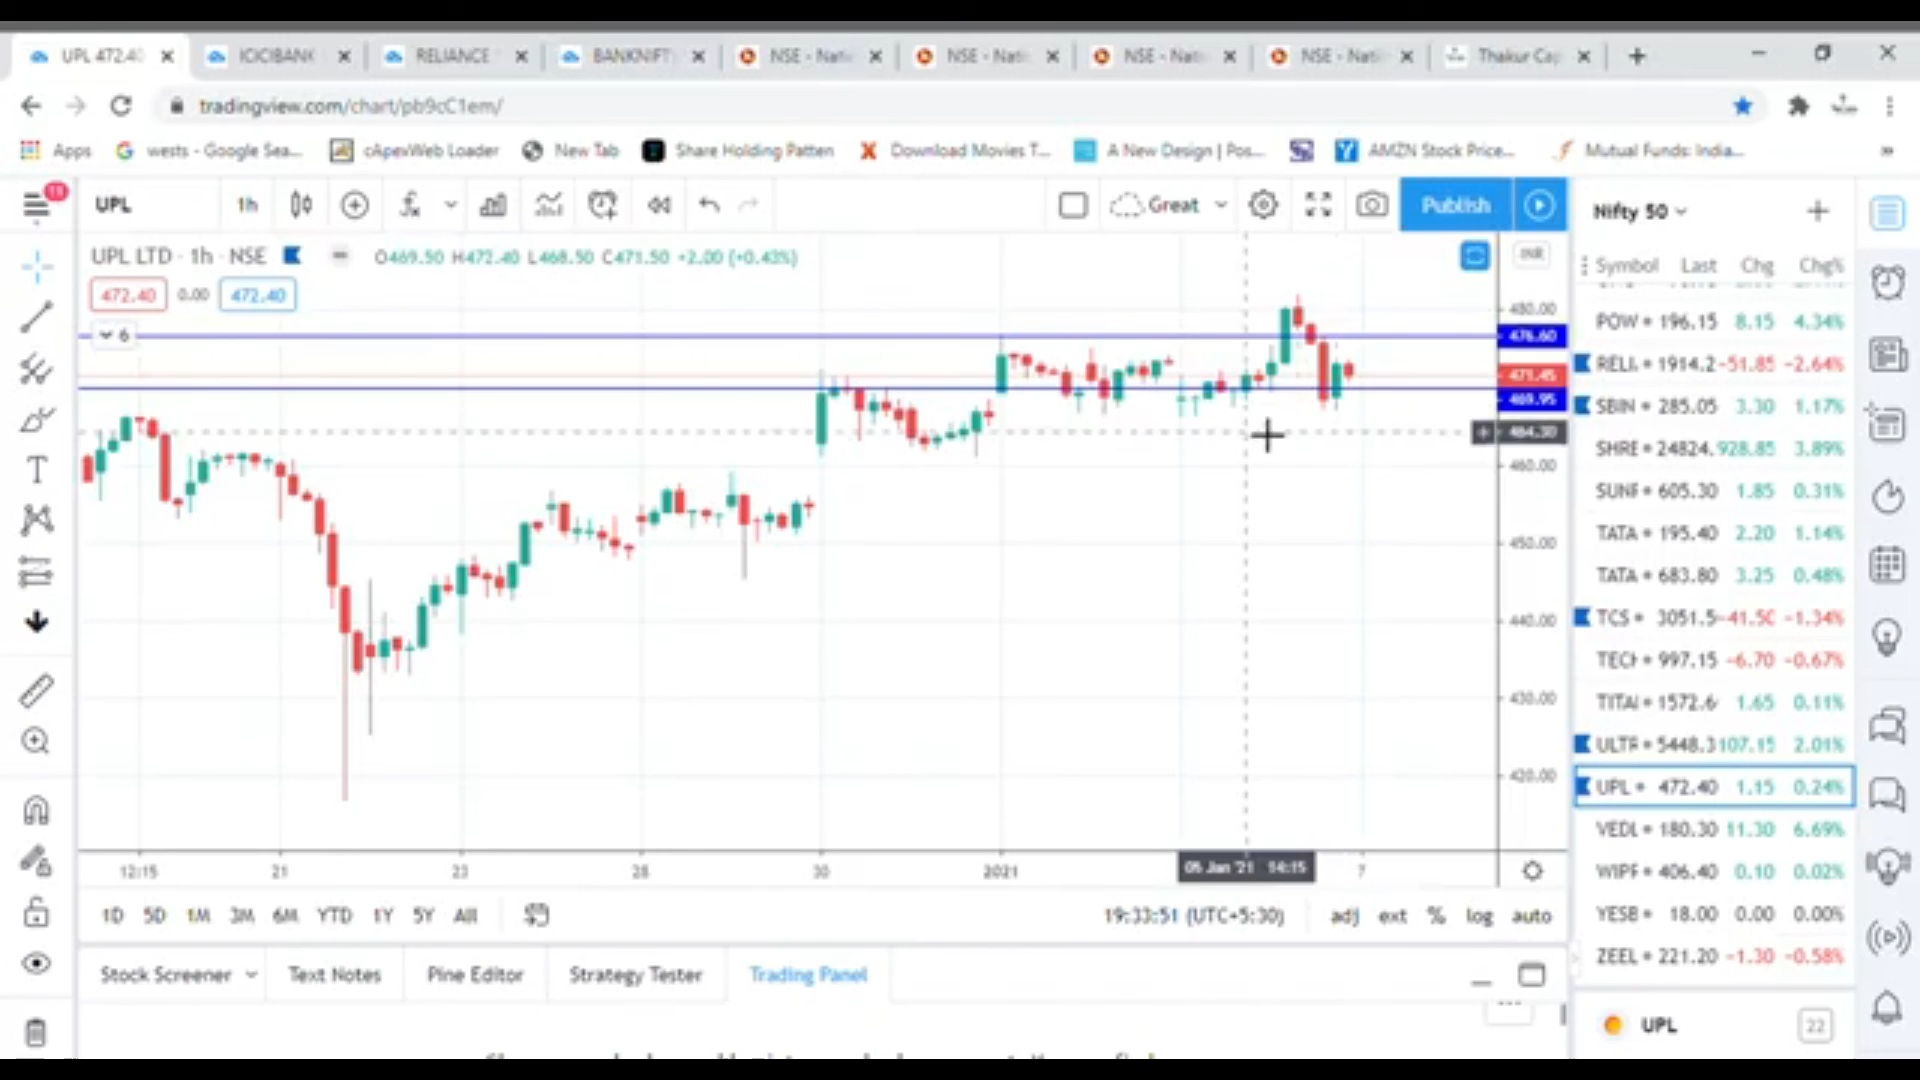 UPL 472.40 ICICIBANK RELIANCE BANKNIFTY NSE - Nati NSE - Nati NSE - Nati NSE - Nati Thakur Cap
tradingview.com/chart/pb9cC1em/
Apps wests - Google Sea... cApexWeb Loader New Tab Share Holding Patten Download Movies T... A New Design | Pos... AMZN Stock Price... Mutual Funds: India...
11 UPL 1h Great Publish Nifty 50
UPL LTD · 1h · NSE O469.50 H472.40 L468.50 C471.50 +2.00 (+0.43%) INR
Symbol Last Chg Chg%
472.40 0.00 472.40
480.00
POW 196.15 8.15 4.34%
6 476.60
RELI 1914.2 -51.85 -2.64%
471.45
469.95
SBIN 285.05 3.30 1.17%
464.30
SHRE 24824. 928.85 3.89%
460.00
SUNF 605.30 1.85 0.31%
TATA 195.40 2.20 1.14%
450.00
TATA 683.80 3.25 0.48%
440.00
TCS 3051.5 -41.50 -1.34%
TECH 997.15 -6.70 -0.67%
430.00
TITAI 1572.6 1.65 0.11%
ULTR 5448.3 107.15 2.01%
420.00
UPL 472.40 1.15 0.24%
VEDL 180.30 11.30 6.69%
12:15 21 23 28 30 2021 05 Jan '21 14:15 7
WIPR 406.40 0.10 0.02%
1D 5D 1M 3M 6M YTD 1Y 5Y All 19:33:51 (UTC+5:30) adj ext % log auto
YESB 18.00 0.00 0.00%
ZEEL 221.20 -1.30 -0.58%
Stock Screener Text Notes Pine Editor Strategy Tester Trading Panel
UPL 22